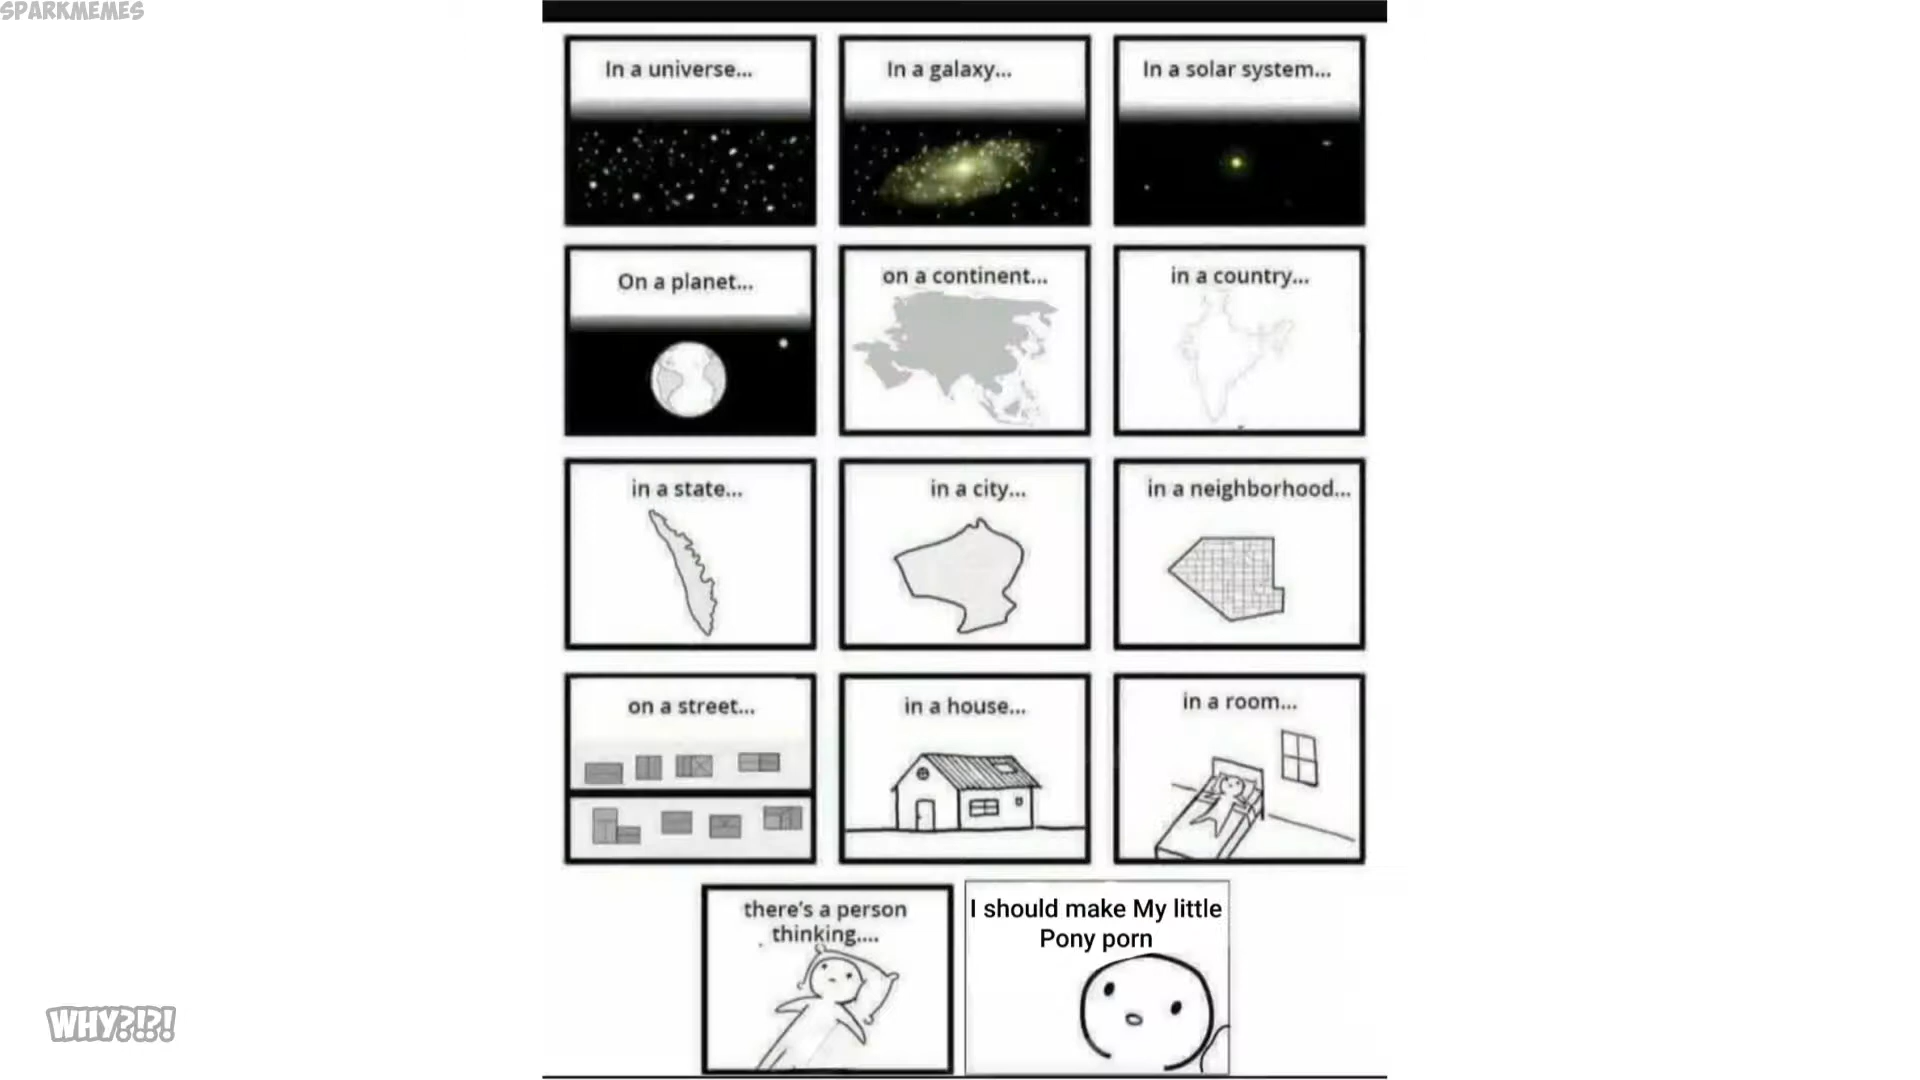 SPARKMEMES
In a universe...
In a galaxy...
In a solar system...
On a planet...
on a continent...
in a country...
in a state...
in a city...
in a neighborhood...
on a street...
in a house...
in a room...
there's a person
thinking....
I should make My little
Pony porn
WHY?!?!